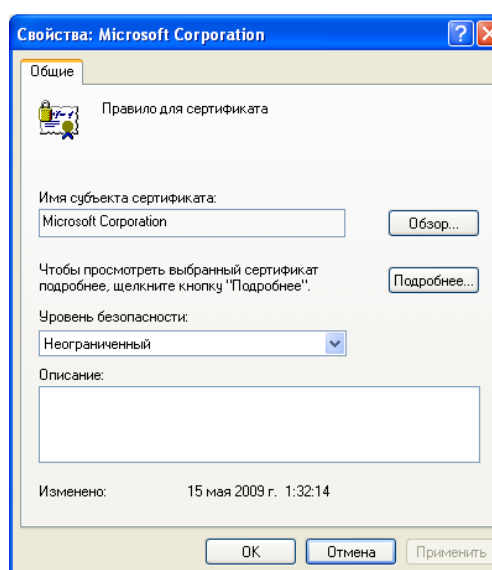 Свойства: Microsoft Corporation
Общие
Правило для сертификата
Имя субъекта сертификата:
Microsoft Corporation
Обзор...
Чтобы просмотреть выбранный сертификат
подробнее, щелкните кнопку "Подробнее".
Подробнее...
Уровень безопасности:
Неограниченный
Описание:
Изменено: 15 мая 2009 г. 1:32:14
OK Отмена Применить